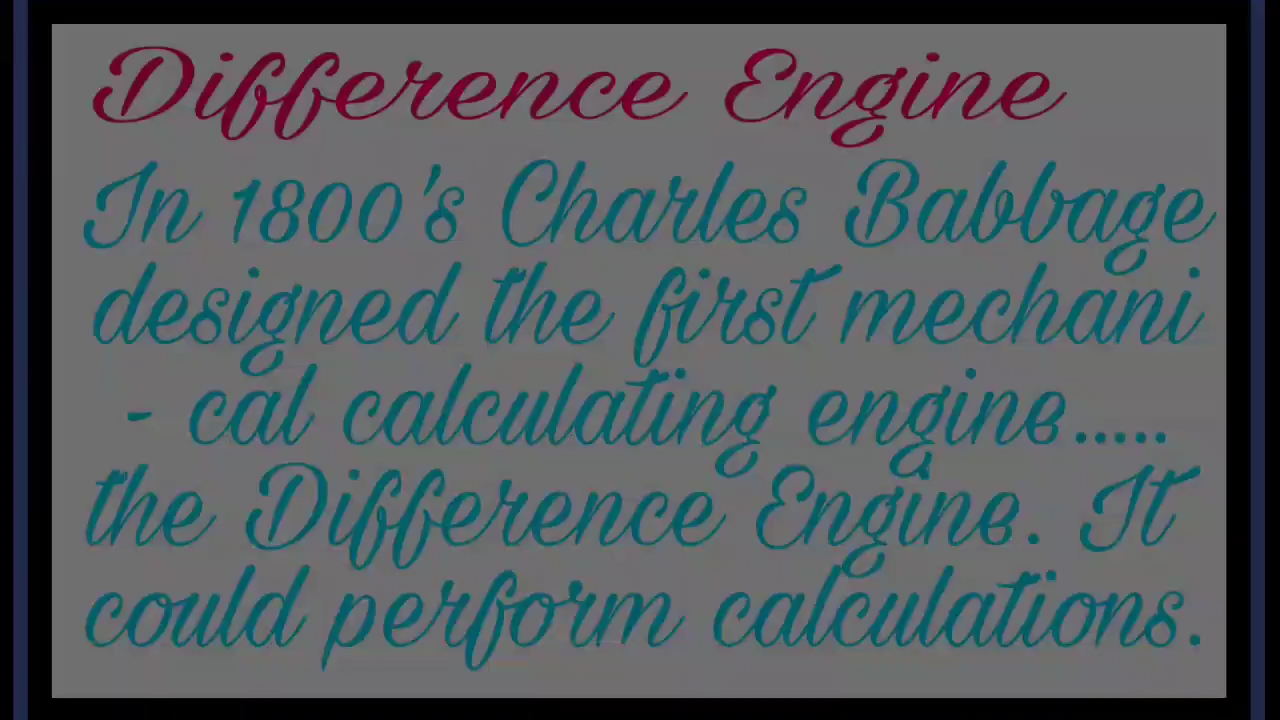 Difference Engine
In 1800's Charles Babbage
designed the first mechani
- cal calculating engine.....
the Difference Engine. It
could perform calculations.